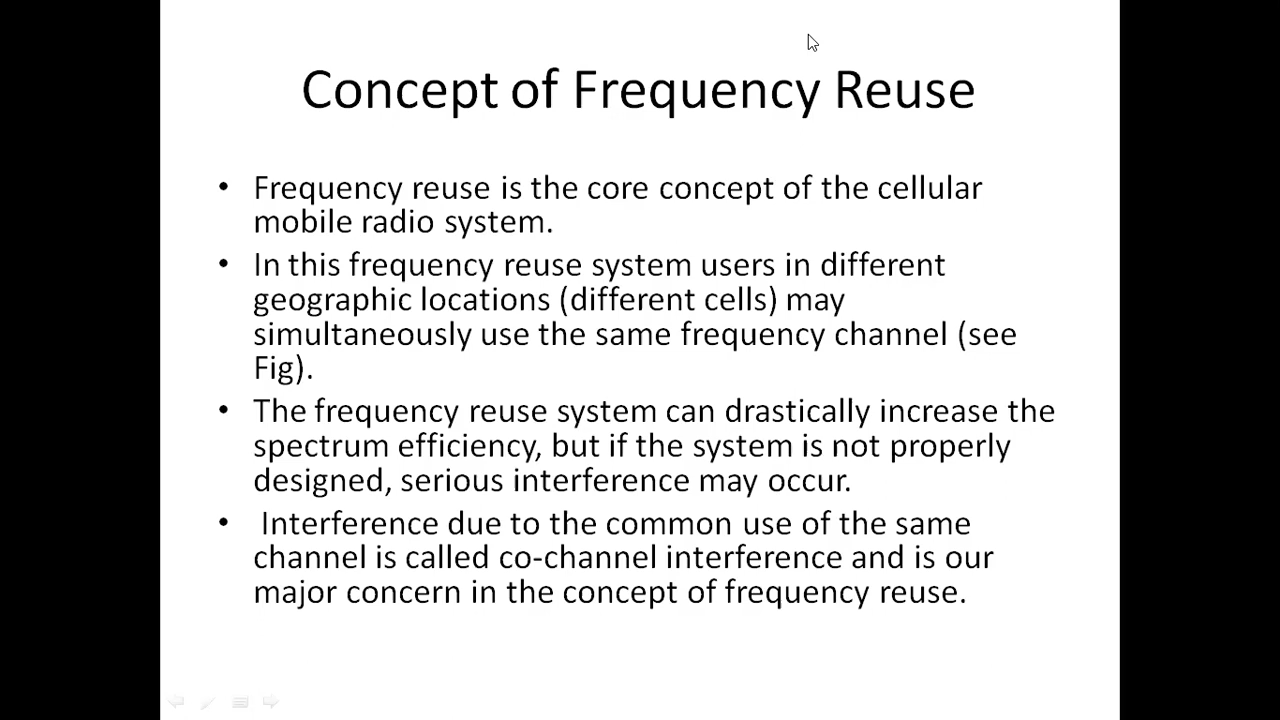 Concept of Frequency Reuse
• Frequency reuse is the core concept of the cellular
mobile radio system.
• In this frequency reuse system users in different
geographic locations (different cells) may
simultaneously use the same frequency channel (see
Fig).
• The frequency reuse system can drastically increase the
spectrum efficiency, but if the system is not properly
designed, serious interference may occur.
• Interference due to the common use of the same
channel is called co-channel interference and is our
major concern in the concept of frequency reuse.